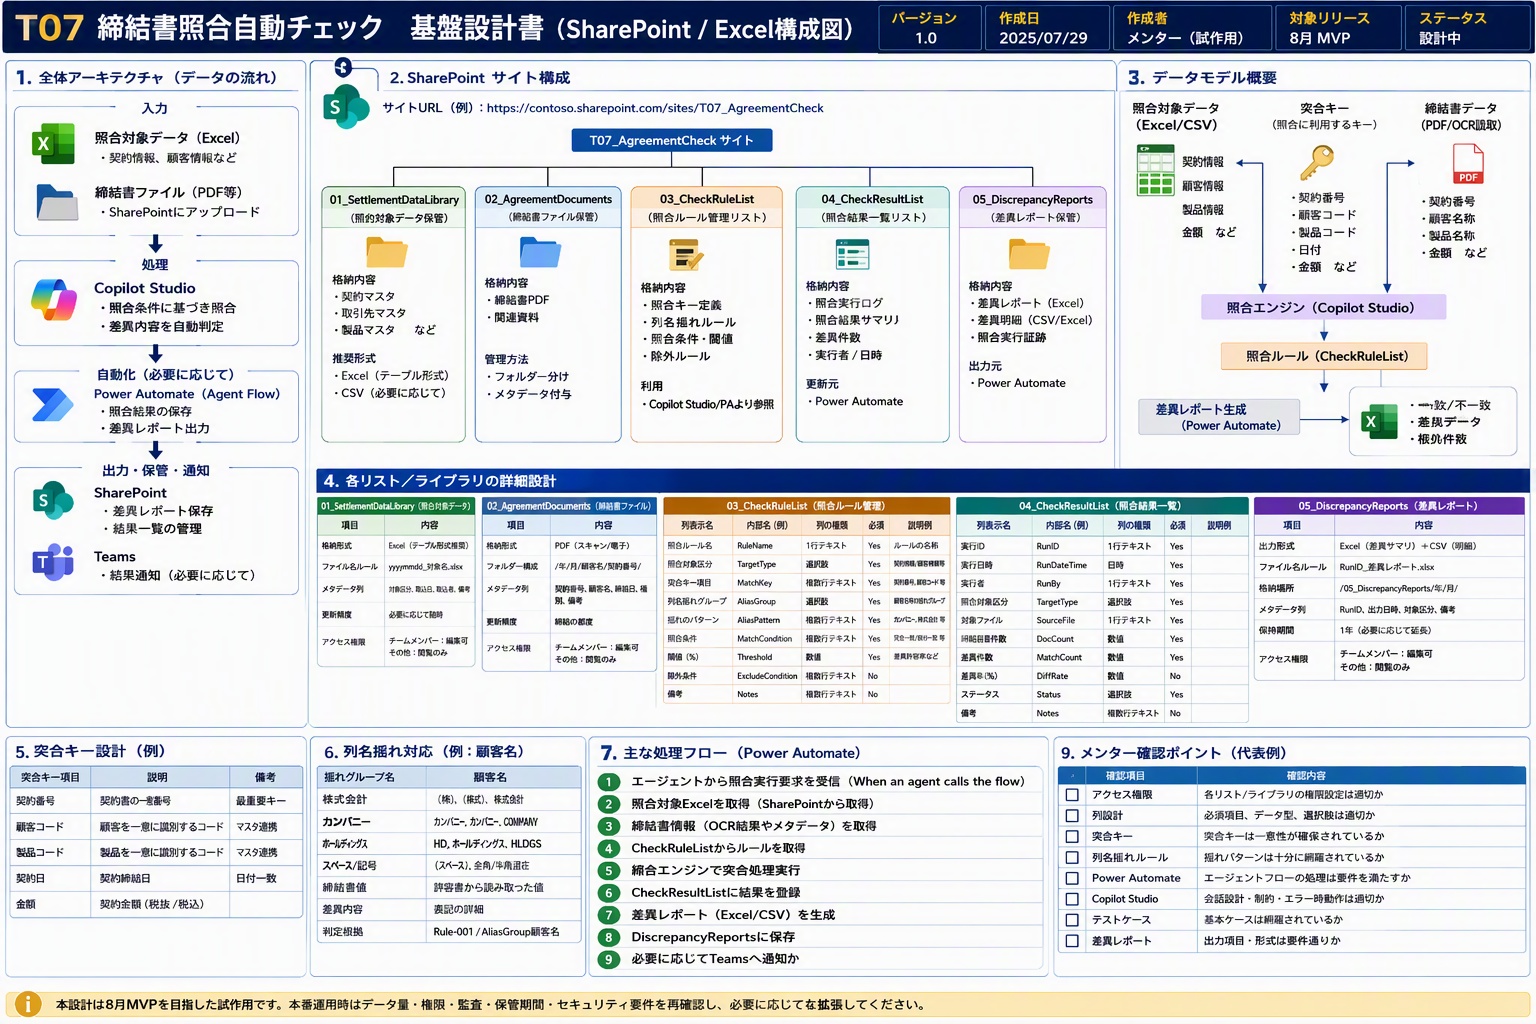 T07 締結書照合自動チェック 基盤設計書（SharePoint / Excel構成図）
バージョン
1.0
作成日
2025/07/29
作成者
メンター（試作用）
対象リリース
8月 MVP
ステータス
設計中
1. 全体アーキテクチャ（データの流れ）
入力
照合対象データ（Excel）
・契約情報、顧客情報など
締結書ファイル（PDF等）
・SharePointにアップロード
処理
Copilot Studio
・照合条件に基づき照合
・差異内容を自動判定
自動化（必要に応じて）
Power Automate（Agent Flow）
・照合結果の保存
・差異レポート出力
出力・保管・通知
SharePoint
・差異レポート保存
・結果一覧の管理
Teams
・結果通知（必要に応じて）
2. SharePoint サイト構成
サイトURL（例）：https://contoso.sharepoint.com/sites/T07_AgreementCheck
T07_AgreementCheck サイト
01_SettlementDataLibrary
格納内容
・契約マスタ
・取引先マスタ
・製品マスタ など
推奨形式
・Excel（テーブル形式）
・CSV（必要に応じて）
02_AgreementDocuments
（締結書ファイル保管）
格納内容
・締結書PDF
・関連資料
管理方法
・フォルダー分け
・メタデータ付与
03_CheckRuleList
（照合ルール管理リスト）
格納内容
・照合キー定義
・列名揺れルール
・照合条件・閾値
・除外ルール
利用
・Copilot Studio/PAより参照
04_CheckResultList
（照合結果一覧リスト）
格納内容
・照合実行ログ
・照合結果サマリ
・差異件数
・実行者 / 日時
更新元
・Power Automate
05_DiscrepancyReports
（差異レポート保管）
格納内容
・差異レポート（Excel）
・差異明細（CSV/Excel）
・照合実行証跡
出力元
・Power Automate
3. データモデル概要
照合対象データ
（Excel/CSV）
契約情報
顧客情報
製品情報
金額 など
突合キー
（照合に利用するキー）
・契約番号
・顧客コード
・製品コード
・日付
・金額 など
締結書データ
（PDF/OCR読取）
PDF
・契約番号
・顧客名称
・製品名称
・金額 など
照合エンジン（Copilot Studio）
照合ルール（CheckRuleList）
差異レポート生成
（Power Automate）
4. 各リスト／ライブラリの詳細設計
01_SettlementDataLibrary（照合対象データ）
項目 内容
格納形式 Excel（テーブル形式推奨）
ファイル名ルール yyyymmdd_対象名.xlsx
メタデータ列
更新頻度 必要に応じて随時
アクセス権限 チームメンバー：編集可
その他：閲覧のみ
02_AgreementDocuments（締結書ファイル）
項目 内容
格納形式 PDF（スキャン/電子）
フォルダー構成 /年/月/顧客名/契約番号/
メタデータ列 契約番号、顧客名、締結日、種別、備考
更新頻度 締結の都度
アクセス権限 チームメンバー：編集可
その他：閲覧のみ
03_CheckRuleList（照合ルール管理）
列表示名 内部名（例） 列の種類 必須 説明例
照合ルール名 RuleName 1行テキスト Yes ルールの名称
照合対象区分 TargetType 選択肢 Yes
突合キー項目 MatchKey 複数行テキスト Yes
列名揺れグループ AliasGroup 選択肢 Yes
揺れのパターン AliasPattern 複数行テキスト Yes
照合条件 MatchCondition 複数行テキスト Yes
閾値（%） Threshold 数値 Yes
除外条件 ExcludeCondition 複数行テキスト No
備考 Notes 複数行テキスト No
04_CheckResultList（照合結果一覧）
列表示名 内部名（例） 列の種類 必須 説明例
実行ID RunID 1行テキスト Yes
実行日時 RunDateTime 日時 Yes
実行者 RunBy 1行テキスト Yes
照合対象区分 TargetType 選択肢 Yes
対象ファイル SourceFile 1行テキスト Yes
DocCount 数値 Yes
差異件数 MatchCount 数値 Yes
DiffRate 数値 No
ステータス Status 選択肢 Yes
備考 Notes 複数行テキスト No
05_DiscrepancyReports（差異レポート）
項目 内容
出力形式 Excel（差異サマリ）＋CSV（明細）
ファイル名ルール RunID_差異レポート.xlsx
格納場所 /05_DiscrepancyReports/年/月/
メタデータ列 RunID、出力日時、対象区分、備考
保持期間 1年（必要に応じて延長）
アクセス権限 チームメンバー：編集可
その他：閲覧のみ
5. 突合キー設計（例）
突合キー項目 説明 備考
契約番号 最重要キー
顧客コード 顧客を一意に識別するコード マスタ連携
製品コード 製品を一意に識別するコード マスタ連携
契約日 契約締結日 日付一致
金額 契約金額（税抜 /税込）
6. 列名揺れ対応（例：顧客名）
揺れグループ名 顧客名
株式会社 （株）、（株式）、株式会社
カンパニー
ホールディングス HD, ホールディングス, HLDGS
スペース/記号
締結書値
差異内容 表記の詳細
判定根拠 Rule-001 / AliasGroup顧客名
7. 主な処理フロー（Power Automate）
1 エージェントから照合実行要求を受信（When an agent calls the flow）
2 照合対象Excelを取得（SharePointから取得）
3 締結書情報（OCR結果やメタデータ）を取得
4 CheckRuleListからルールを取得
5 締合エンジンで突合処理実行
6 CheckResultListに結果を登録
7 差異レポート（Excel/CSV）を生成
8 DiscrepancyReportsに保存
9 必要に応じてTeamsへ通知か
9. メンター確認ポイント（代表例）
確認項目 確認内容
アクセス権限 各リスト/ライブラリの権限設定は適切か
列設計 必須項目、データ型、選択肢は適切か
突合キー 突合キーは一意性が確保されているか
列名揺れルール 揺れパターンは十分に網羅されているか
Power Automate エージェントフローの処理は要件を満たすか
Copilot Studio 会話設計・制約・エラー時動作は適切か
テストケース 基本ケースは網羅されているか
差異レポート 出力項目・形式は要件通りか
本設計は8月MVPを目指した試作用です。本番運用時はデータ量・権限・監査・保管期間・セキュリティ要件を再確認し、必要に応じてな拡張してください。